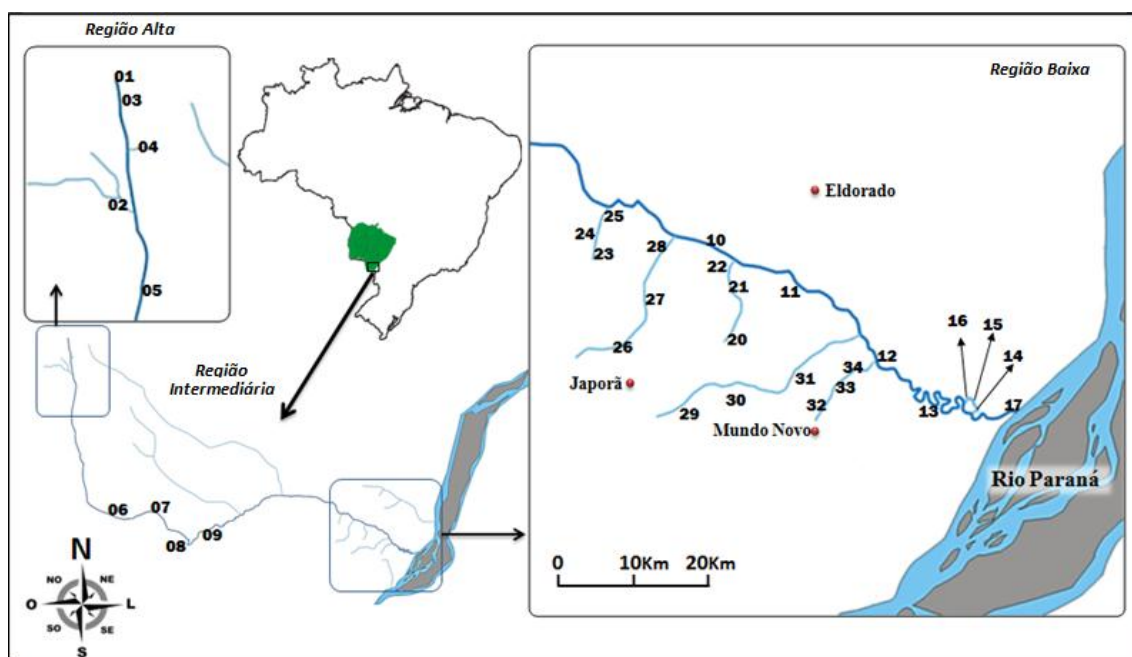 Região Alta
01
03
04
02
05
Região Baixa
Eldorado
25
24
23
28
10
22
27
21
11
20
26
Japorã
16
15
14
12
34
31
33
30
29
32
13
17
Mundo Novo
Rio Paraná
0 10Km 20Km
Região
Intermediária
06
07
08
09
N
NO
NE
O
L
SO
SE
S